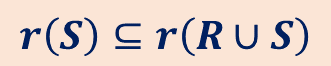 r(S) ⊆ r(R ∪ S)